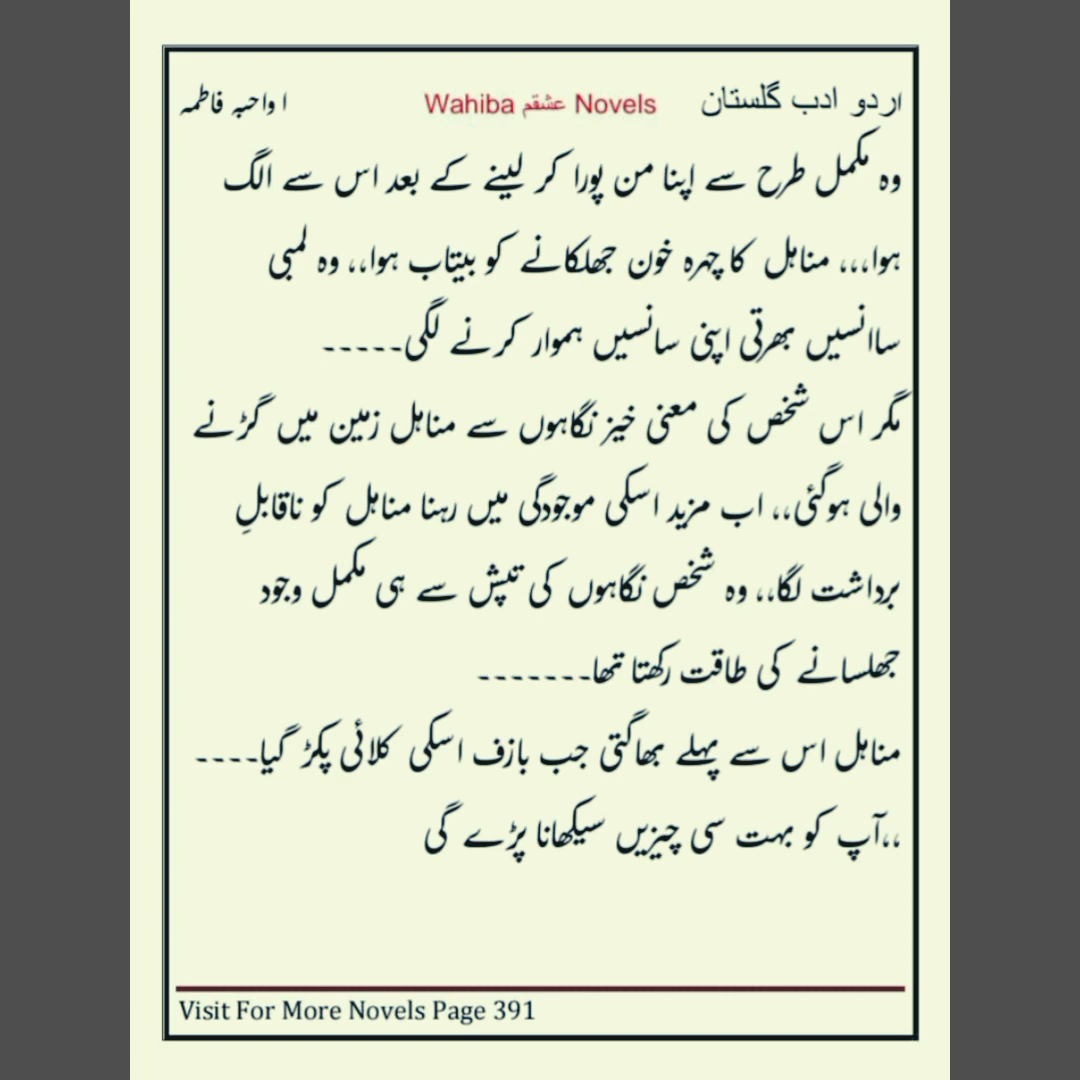 اردو ادب گلستان Wahiba عشقم Novels ا واحبہ فاطمہ
وہ مکمل طرح سے اپنا من پورا کر لینے کے بعد اس سے الگ
ہوا،،، مناہل کا چہرہ خون جھلکانے کو بیتاب ہوا،، وہ لمبی
ساانسیں بھرتی اپنی سانسیں ہموار کرنے لگی-----
مگر اس شخص کی معنی خیز نگاہوں سے مناہل زمین میں گڑنے
والی ہوگئی،، اب مزید اسکی موجودگی میں رہنا مناہل کو ناقابلِ
برداشت لگا،، وہ شخص نگاہوں کی تپش سے ہی مکمل وجود
جھلسانے کی طاقت رکھتا تھا-------
مناہل اس سے پہلے بھاگتی جب بازف اسکی کلائی پکڑ گیا----
،،آپ کو بہت سی چیزیں سیکھانا پڑے گی
Visit For More Novels Page 391